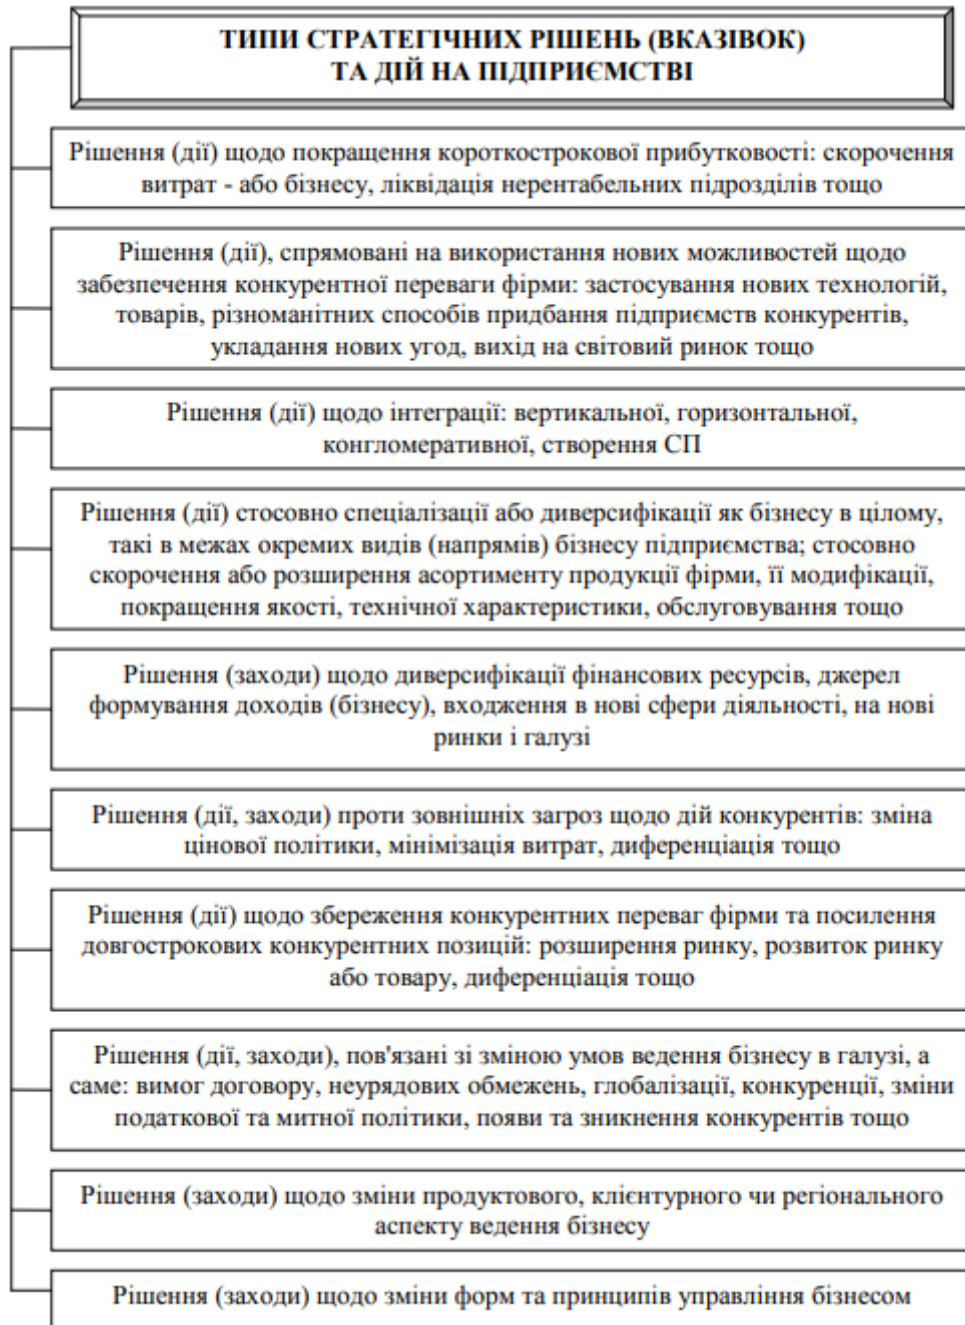 ТИПИ СТРАТЕГІЧНИХ РІШЕНЬ (ВКАЗІВОК)
ТА ДІЙ НА ПІДПРИЄМСТВІ
Рішення (дії) щодо покращення короткострокової прибутковості: скорочення
витрат - або бізнесу, ліквідація нерентабельних підрозділів тощо
Рішення (дії), спрямовані на використання нових можливостей щодо
забезпечення конкурентної переваги фірми: застосування нових технологій,
товарів, різноманітних способів придбання підприємств конкурентів,
укладання нових угод, вихід на світовий ринок тощо
Рішення (дії) щодо інтеграції: вертикальної, горизонтальної,
конгломеративної, створення СП
Рішення (дії) стосовно спеціалізації або диверсифікації як бізнесу в цілому,
такі в межах окремих видів (напрямів) бізнесу підприємства; стосовно
скорочення або розширення асортименту продукції фірми, її модифікації,
покращення якості, технічної характеристики, обслуговування тощо
Рішення (заходи) щодо диверсифікації фінансових ресурсів, джерел
формування доходів (бізнесу), входження в нові сфери діяльності, на нові
ринки і галузі
Рішення (дії, заходи) проти зовнішніх загроз щодо дій конкурентів: зміна
цінової політики, мінімізація витрат, диференціація тощо
Рішення (дії) щодо збереження конкурентних переваг фірми та посилення
довгострокових конкурентних позицій: розширення ринку, розвиток ринку
або товару, диференціація тощо
Рішення (дії, заходи), пов'язані зі зміною умов ведення бізнесу в галузі, а
саме: вимог договору, неурядових обмежень, глобалізації, конкуренції, зміни
податкової та митної політики, появи та зникнення конкурентів тощо
Рішення (заходи) щодо зміни продуктового, клієнтурного чи регіонального
аспекту ведення бізнесу
Рішення (заходи) щодо зміни форм та принципів управління бізнесом